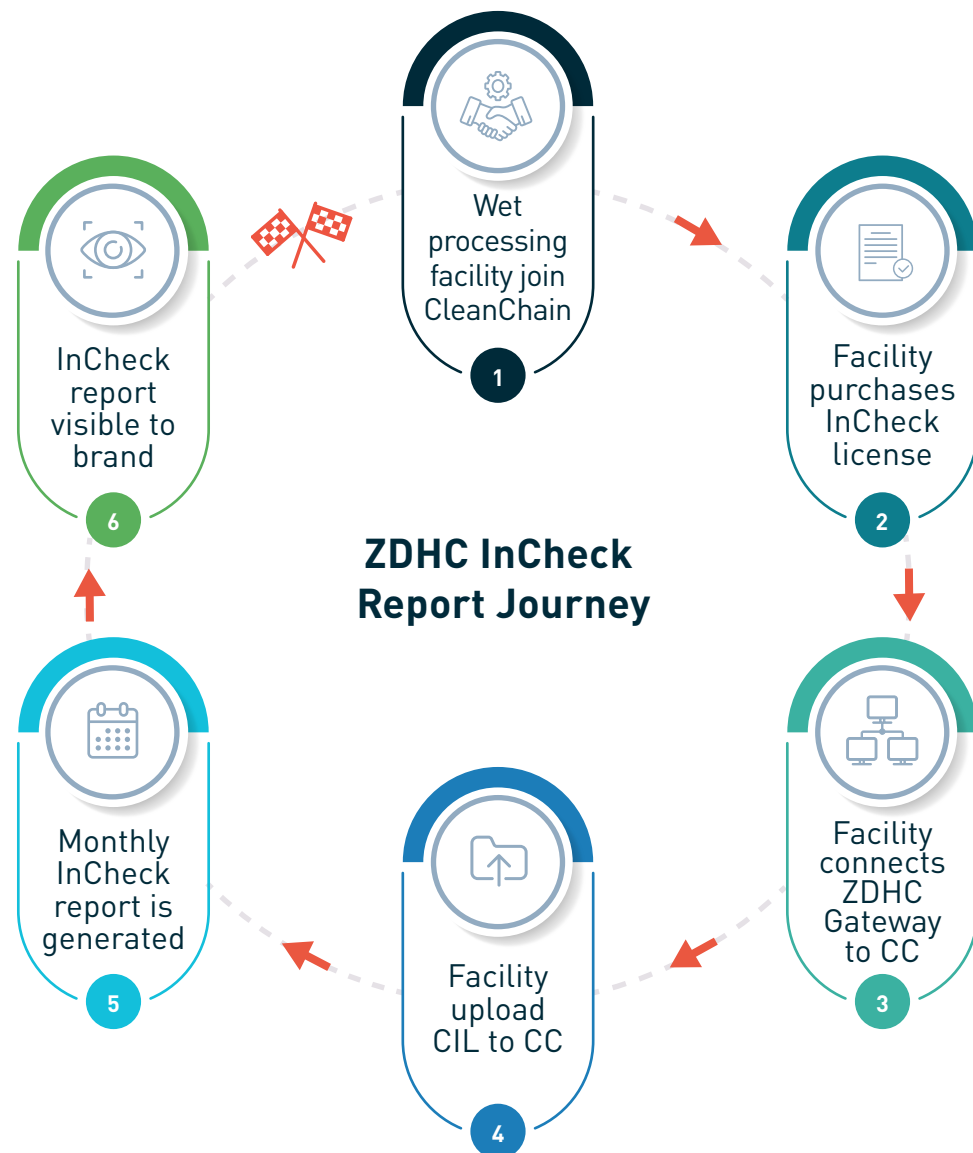 Wet
processing
facility join
CleanChain
1
Facility
purchases
InCheck
license
2
Facility
connects
ZDHC
Gateway
to CC
3
Facility
upload
CIL to CC
4
Monthly
InCheck
report is
generated
5
InCheck
report
visible to
brand
6
ZDHC InCheck
Report Journey